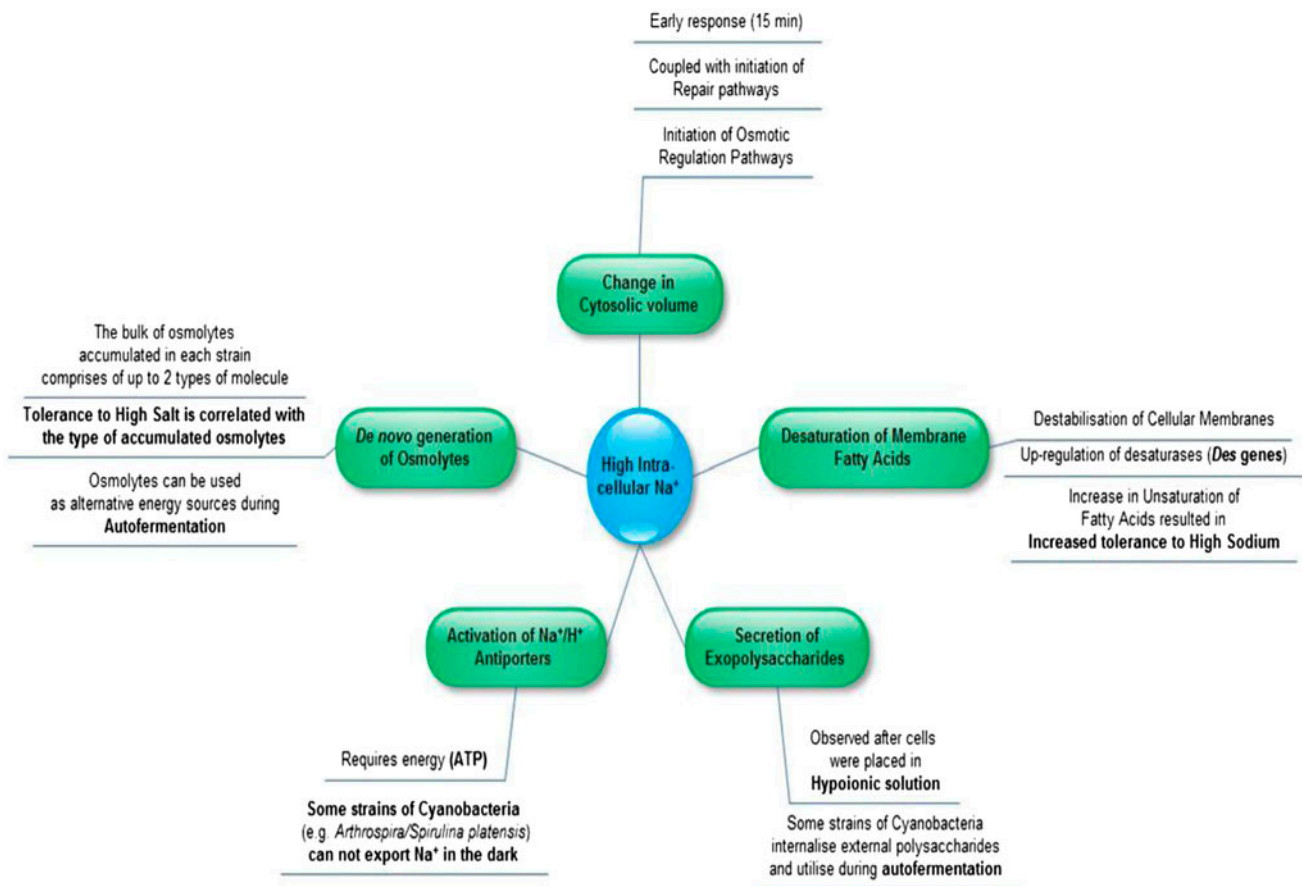 Early response (15 min)
Coupled with initiation of
Repair pathways
Initiation of Osmotic
Regulation Pathways
Change in
Cytosolic volume
The bulk of osmolytes
accumulated in each strain
comprises of up to 2 types of molecule
Tolerance to High Salt is correlated with
the type of accumulated osmolytes
Osmolytes can be used
as alternative energy sources during
Autofermentation
De novo generation
of Osmolytes
High Intra-
cellular Na⁺
Desaturation of Membrane
Fatty Acids
Destabilisation of Cellular Membranes
Up-regulation of desaturases (Des genes)
Increase in Unsaturation of
Fatty Acids resulted in
Increased tolerance to High Sodium
Activation of Na⁺/H⁺
Antiporters
Requires energy (ATP)
Some strains of Cyanobacteria
(e.g. Arthrospira/Spirulina platensis)
can not export Na⁺ in the dark
Secretion of
Exopolysaccharides
Observed after cells
were placed in
Hypoionic solution
Some strains of Cyanobacteria
internalise external polysaccharides
and utilise during autofermentation